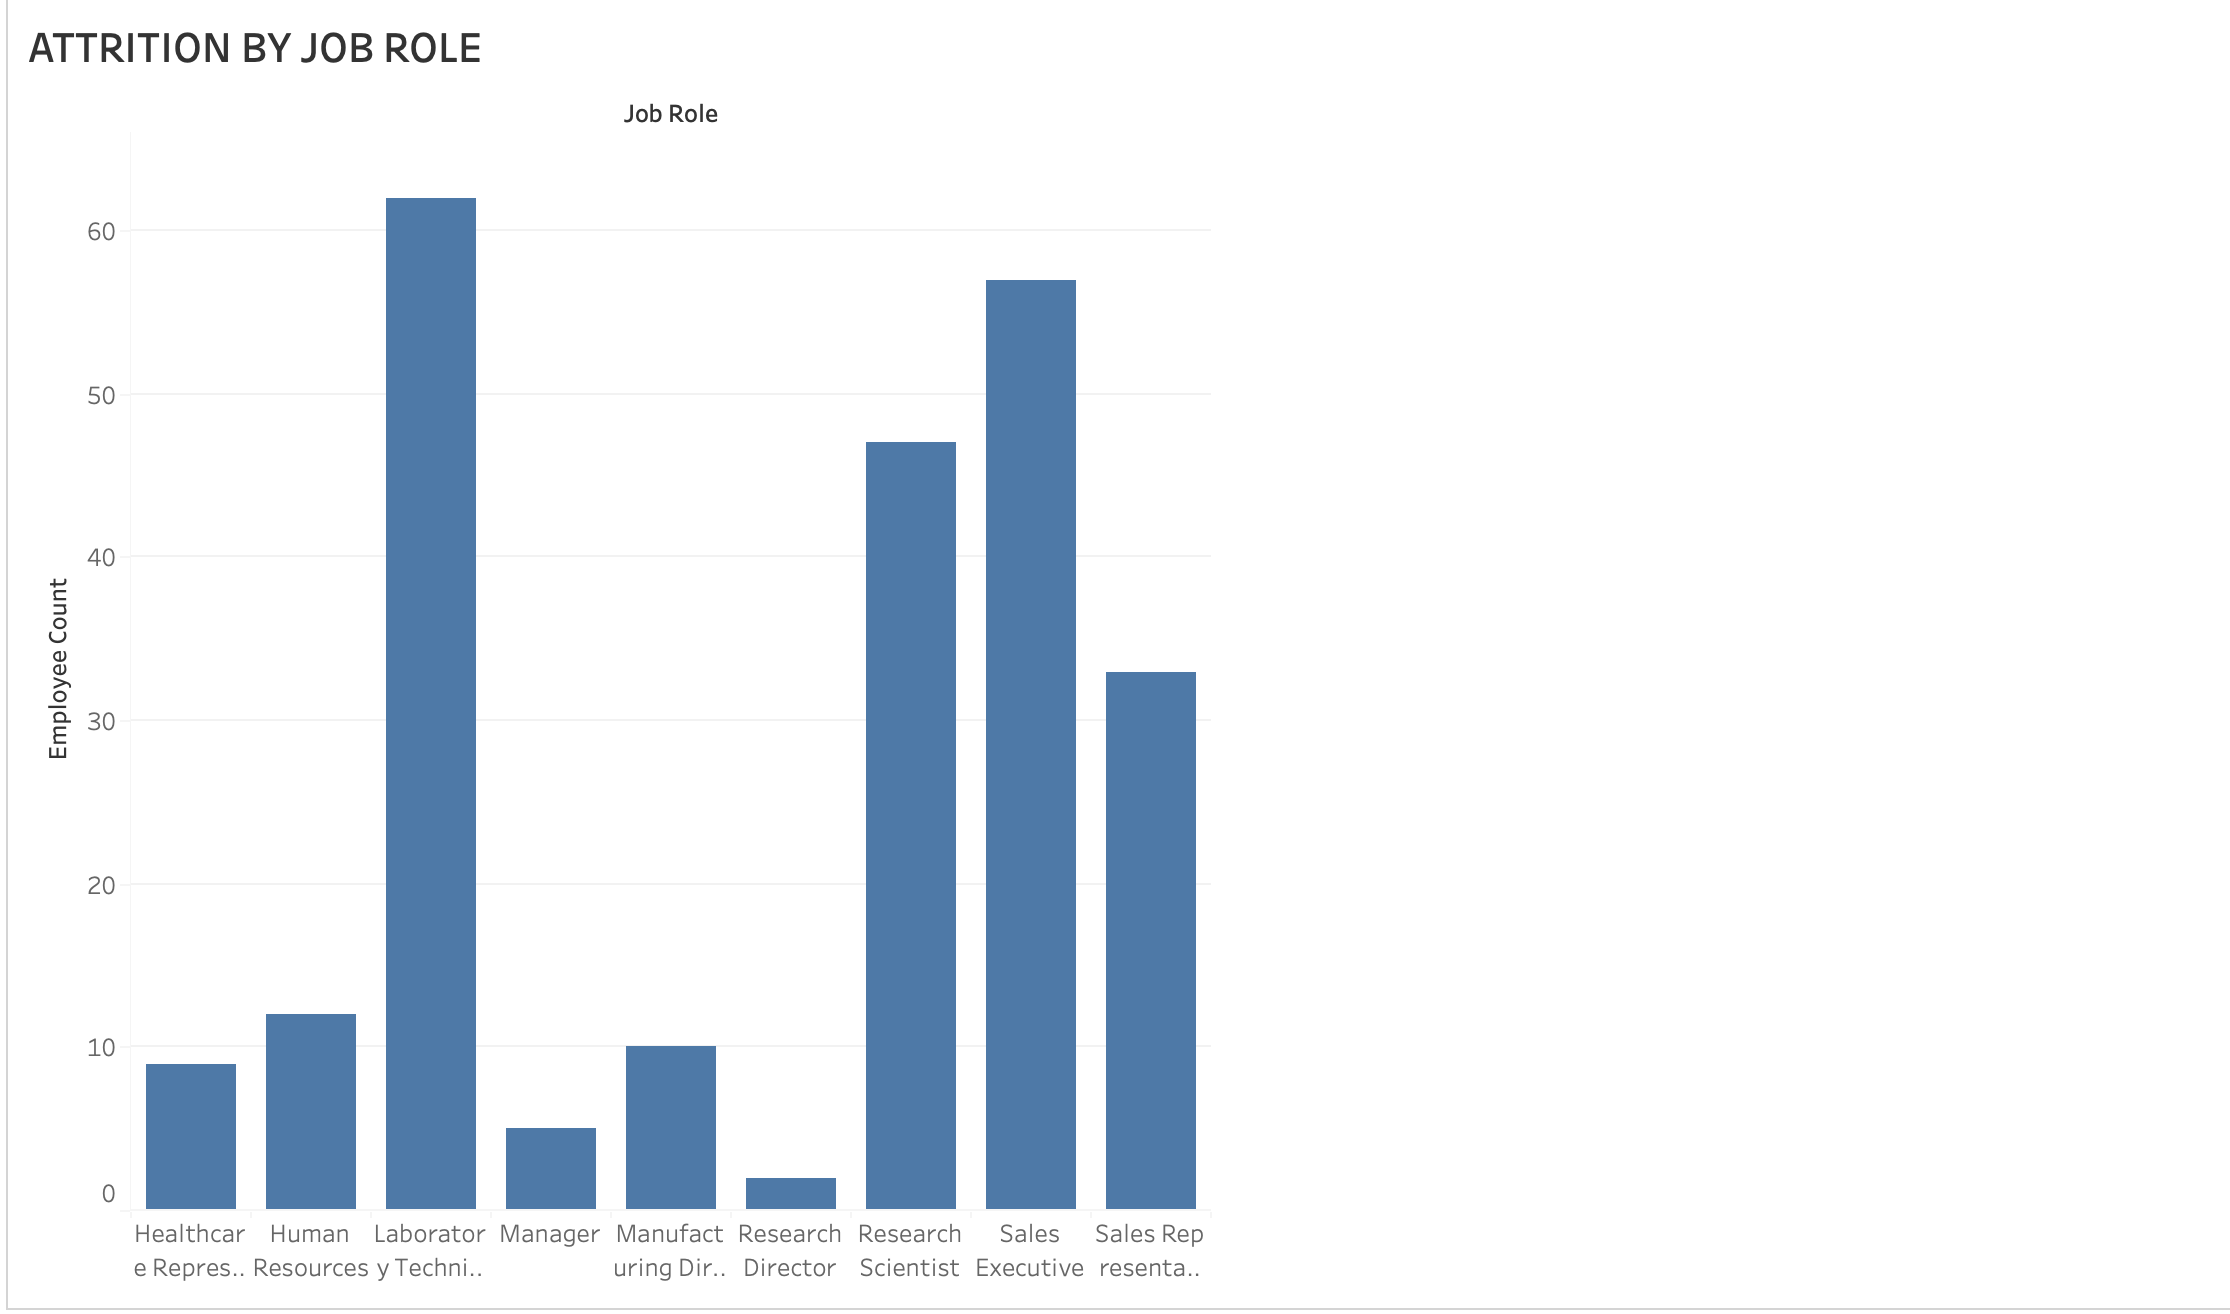 ATTRITION BY JOB ROLE
Job Role
60
50
40
30
20
10
0
Employee Count
Healthcar
e Repres..
Human
Resources
Laborator
y Techni..
Manager
Manufact
uring Dir..
Research
Director
Research
Scientist
Sales
Executive
Sales Rep
resenta..